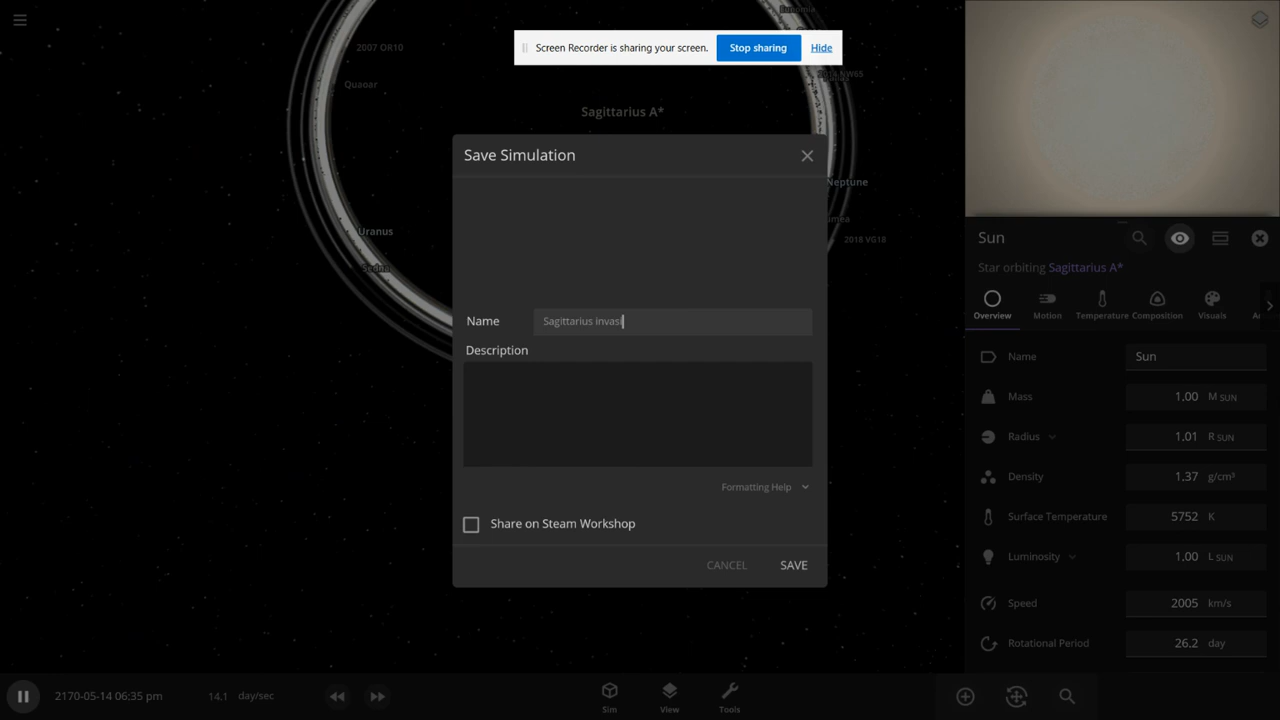 Eunomia
2007 OR10
Screen Recorder is sharing your screen.
Stop sharing
Hide
Quaoar
Sagittarius A*
Save Simulation
Neptune
2018 VG18
Uranus
Sedna
Name
Sagittarius invasi
Description
Formatting Help
Share on Steam Workshop
CANCEL
SAVE
Sun
Star orbiting Sagittarius A*
Overview
Motion
Temperature
Composition
Visuals
Name Sun
Mass 1.00 M SUN
Radius 1.01 R SUN
Density 1.37 g/cm³
Surface Temperature 5752 K
Luminosity 1.00 L SUN
Speed 2005 km/s
Rotational Period 26.2 day
2170-05-14 06:35 pm
14.1 day/sec
Sim
View
Tools